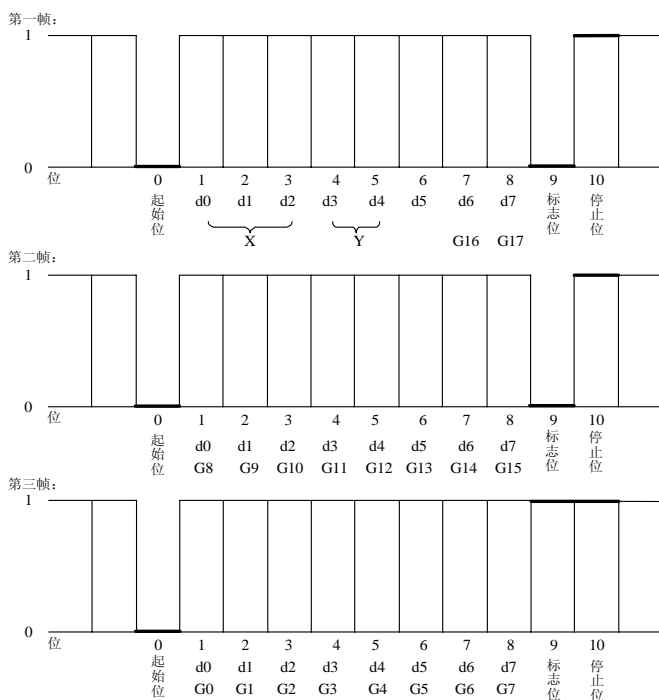 第一帧：
1
0
位
0 1 2 3 4 5 6 7 8 9 10
起始位 d0 d1 d2 d3 d4 d5 d6 d7 标志位 停止位
X Y G16 G17
第二帧：
1
0
位
0 1 2 3 4 5 6 7 8 9 10
起始位 d0 d1 d2 d3 d4 d5 d6 d7 标志位 停止位
G8 G9 G10 G11 G12 G13 G14 G15
第三帧：
1
0
位
0 1 2 3 4 5 6 7 8 9 10
起始位 d0 d1 d2 d3 d4 d5 d6 d7 标志位 停止位
G0 G1 G2 G3 G4 G5 G6 G7